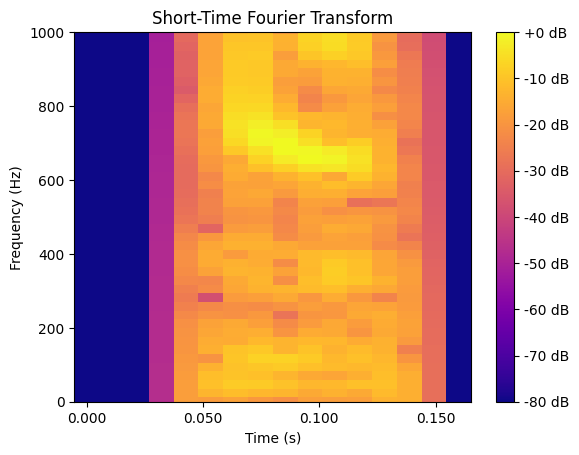 Short-Time Fourier Transform
1000
800
600
400
200
0
Frequency (Hz)
0.000
0.050
0.100
0.150
Time (s)
+0 dB
-10 dB
-20 dB
-30 dB
-40 dB
-50 dB
-60 dB
-70 dB
-80 dB